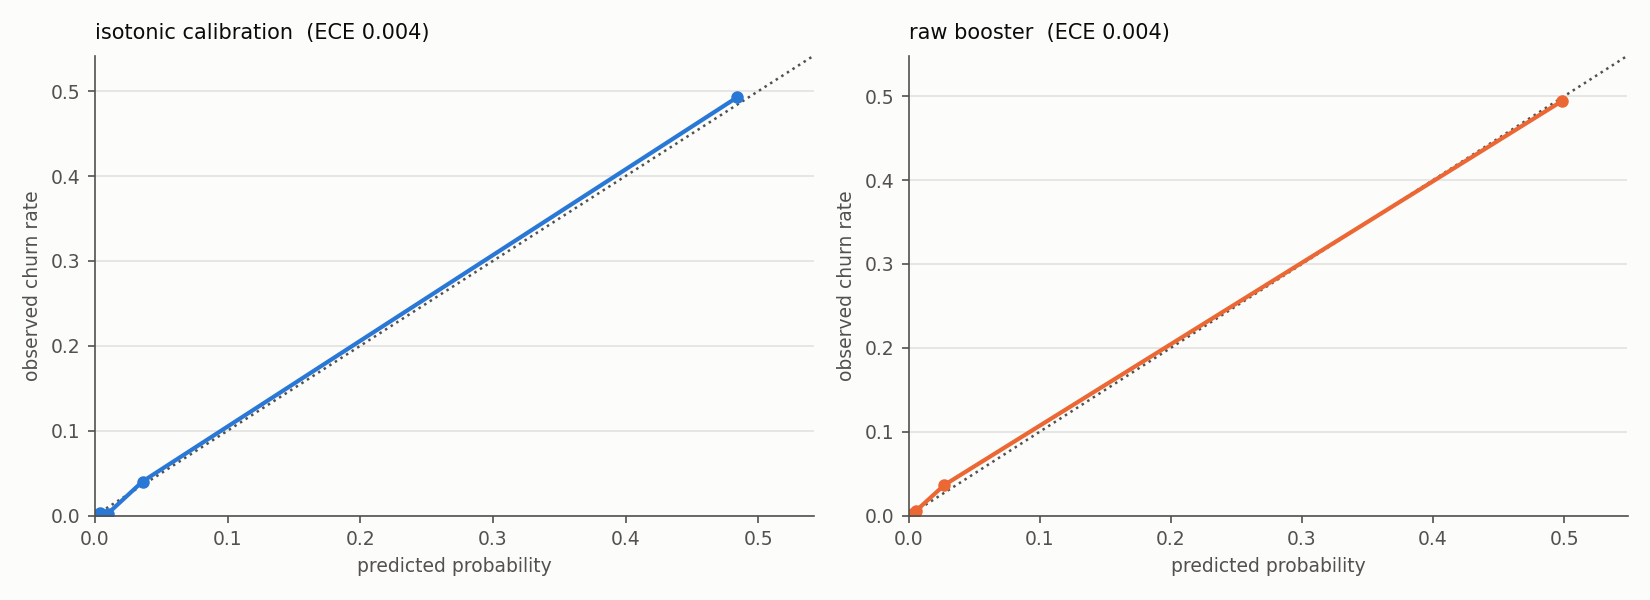 isotonic calibration  (ECE 0.004)
observed churn rate
0.5
0.4
0.3
0.2
0.1
0.0
0.0 0.1 0.2 0.3 0.4 0.5
predicted probability
raw booster  (ECE 0.004)
observed churn rate
0.5
0.4
0.3
0.2
0.1
0.0
0.0 0.1 0.2 0.3 0.4 0.5
predicted probability